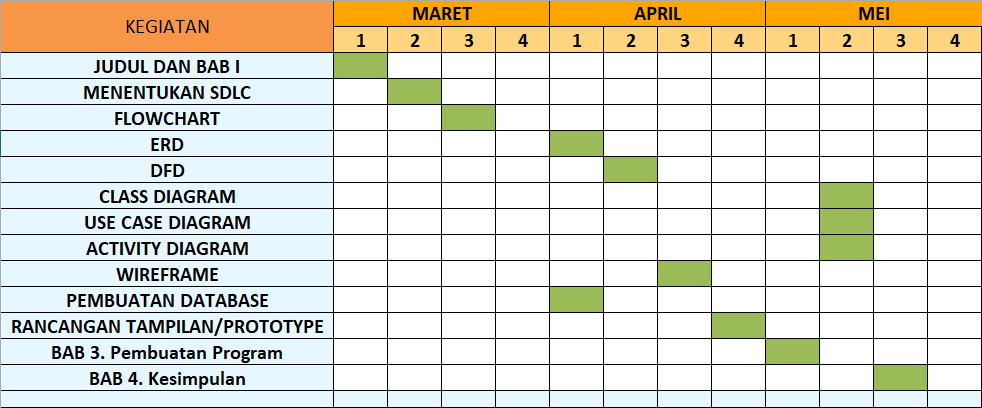 KEGIATAN
MARET APRIL MEI
1 2 3 4 1 2 3 4 1 2 3 4
JUDUL DAN BAB I
MENENTUKAN SDLC
FLOWCHART
ERD
DFD
CLASS DIAGRAM
USE CASE DIAGRAM
ACTIVITY DIAGRAM
WIREFRAME
PEMBUATAN DATABASE
RANCANGAN TAMPILAN/PROTOTYPE
BAB 3. Pembuatan Program
BAB 4. Kesimpulan